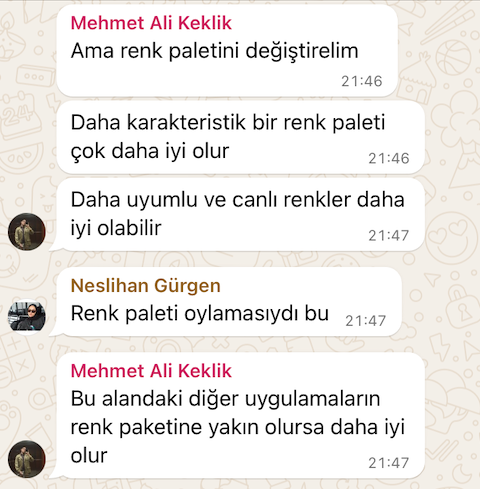 Mehmet Ali Keklik
Ama renk paletini değiştirelim
21:46
Daha karakteristik bir renk paleti
çok daha iyi olur
21:46
Daha uyumlu ve canlı renkler daha
iyi olabilir
21:47
Neslihan Gürgen
Renk paleti oylamasıydı bu
21:47
Mehmet Ali Keklik
Bu alandaki diğer uygulamaların
renk paketine yakın olursa daha iyi
olur
21:47